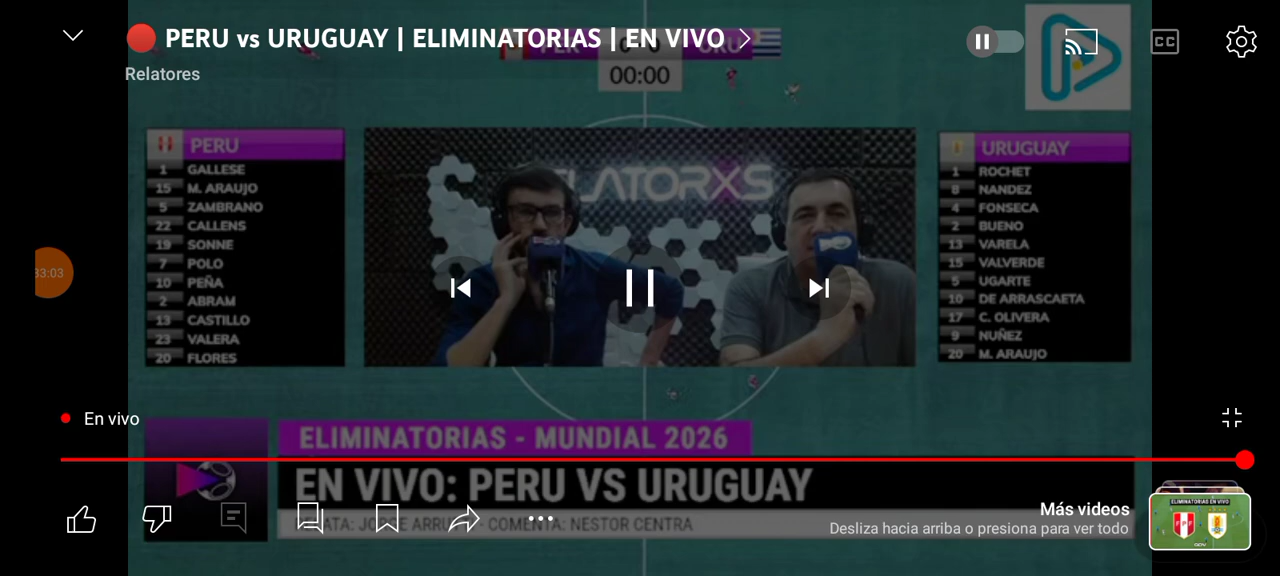 PERU vs URUGUAY | ELIMINATORIAS | EN VIVO
Relatores
00:00
PERU
1 GALLESE
15 M. ARAUJO
5 ZAMBRANO
22 CALLENS
19 SONNE
7 POLO
10 PEÑA
2 ABRAM
13 CASTILLO
23 VALERA
20 FLORES
LATORXS
URUGUAY
1 ROCHET
8 NANDEZ
4 FONSECA
2 BUENO
13 VARELA
15 VALVERDE
5 UGARTE
10 DE ARRASCAETA
17 C. OLIVERA
9 NUÑEZ
20 M. ARAUJO
33:03
CC
En vivo
ELIMINATORIAS - MUNDIAL 2026
EN VIVO: PERU VS URUGUAY
COMENTA: NESTOR CENTRA
Más videos
Desliza hacia arriba o presiona para ver todo
ELIMINATORIAS EN VIVO